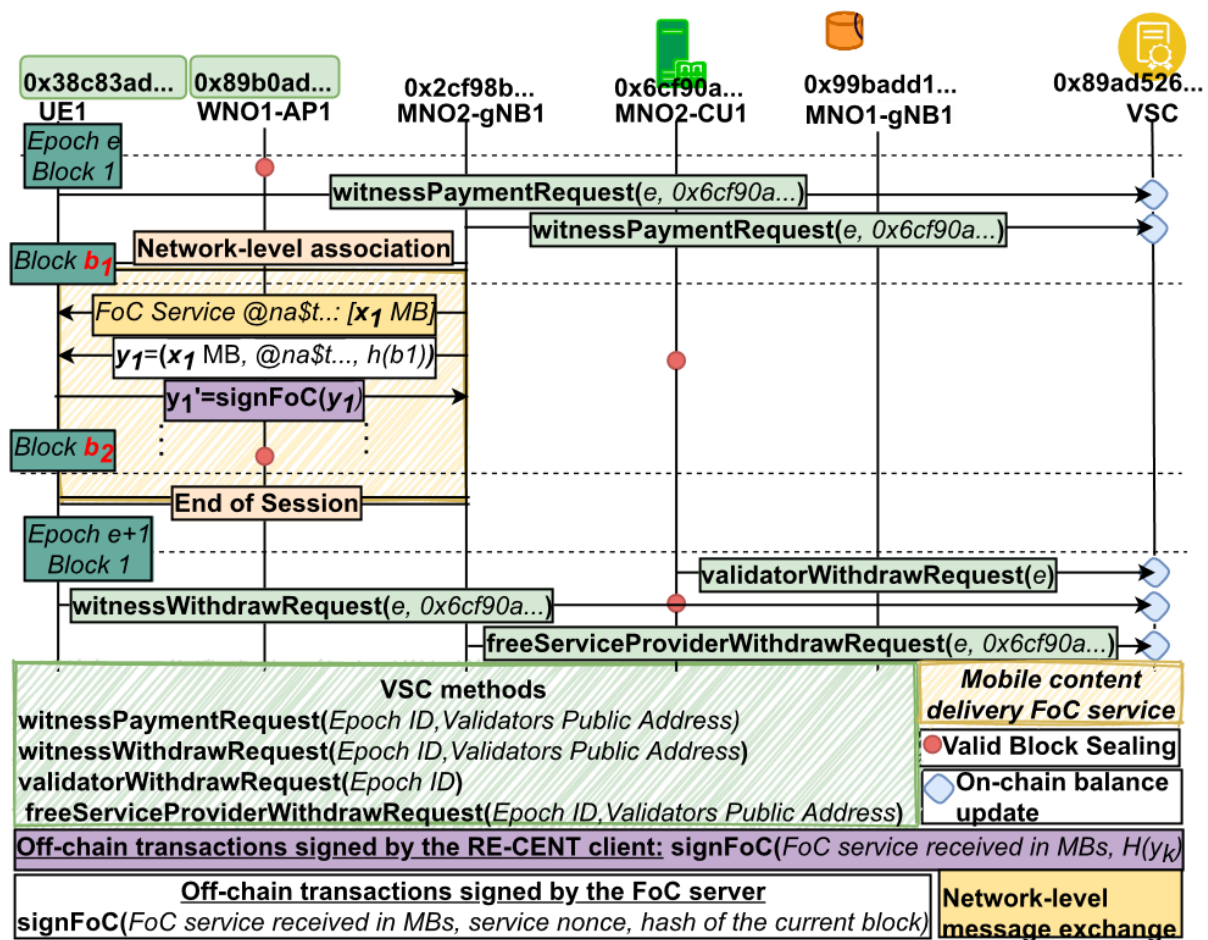 0x38c83ad... 0x89b0ad... 0x2cf98b... 0x6cf90a... 0x99badd1... 0x89ad526...
UE1 WNO1-AP1 MNO2-gNB1 MNO2-CU1 MNO1-gNB1 VSC
Epoch e
Block 1
witnessPaymentRequest(e, 0x6cf90a...)
witnessPaymentRequest(e, 0x6cf90a...)
Network-level association
Block b1
FoC Service @na$t..: [x1 MB]
y1=(x1 MB, @na$t..., h(b1))
y1'=signFoC(y1)
Block b2
End of Session
Epoch e+1
Block 1
validatorWithdrawRequest(e)
witnessWithdrawRequest(e, 0x6cf90a...)
freeServiceProviderWithdrawRequest(e, 0x6cf90a...)
VSC methods
witnessPaymentRequest(Epoch ID,Validators Public Address)
witnessWithdrawRequest(Epoch ID,Validators Public Address)
validatorWithdrawRequest(Epoch ID)
freeServiceProviderWithdrawRequest(Epoch ID,Validators Public Address)
Mobile content
delivery FoC service
Valid Block Sealing
On-chain balance
update
Off-chain transactions signed by the RE-CENT client: signFoC(FoC service received in MBs, H(yk)
Off-chain transactions signed by the FoC server
signFoC(FoC service received in MBs, service nonce, hash of the current block)
Network-level
message exchange